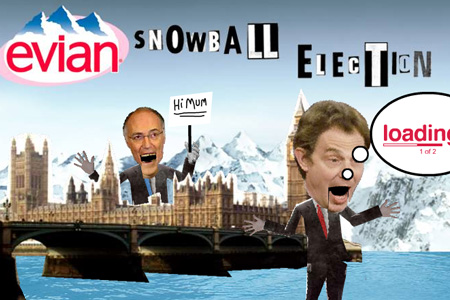 evian
SNOWBALL
ELECTION
Hi MuM
loading
1 of 2